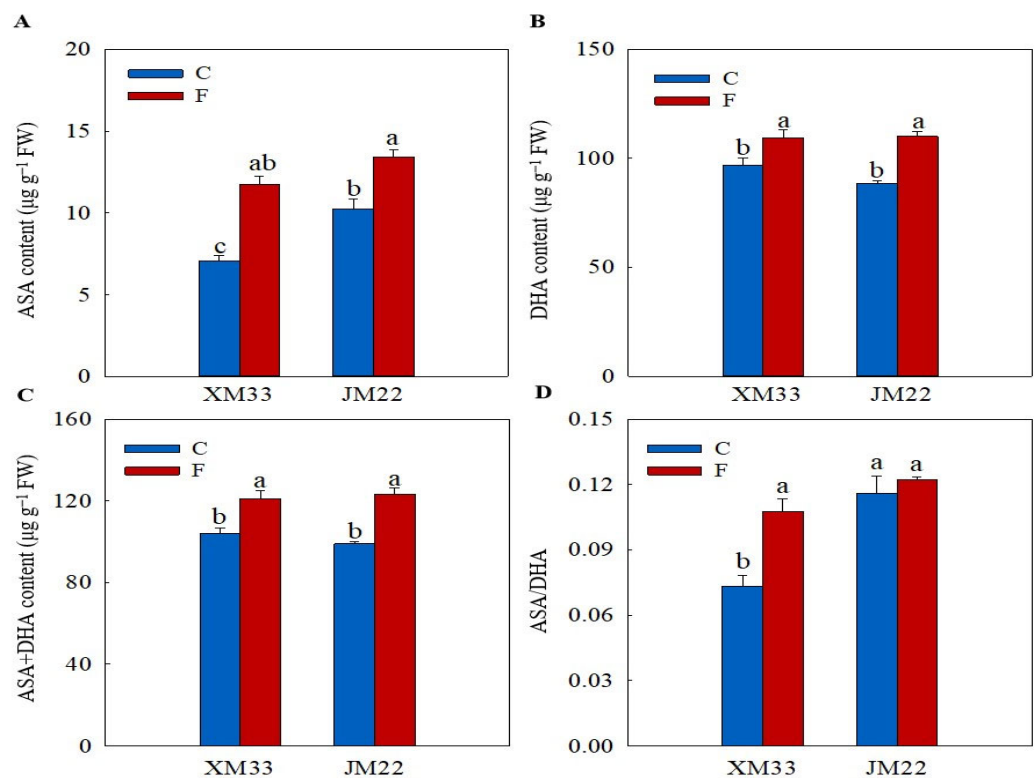 A
ASA content (µg g⁻¹ FW)
20
15
10
5
0
C
F
c
ab
b
a
XM33
JM22
B
DHA content (µg g⁻¹ FW)
150
100
50
0
C
F
b
a
b
a
XM33
JM22
C
ASA+DHA content (µg g⁻¹ FW)
160
120
80
40
0
C
F
b
a
b
a
XM33
JM22
D
ASA/DHA
0.15
0.12
0.09
0.06
0.03
0.00
C
F
b
a
a
a
XM33
JM22